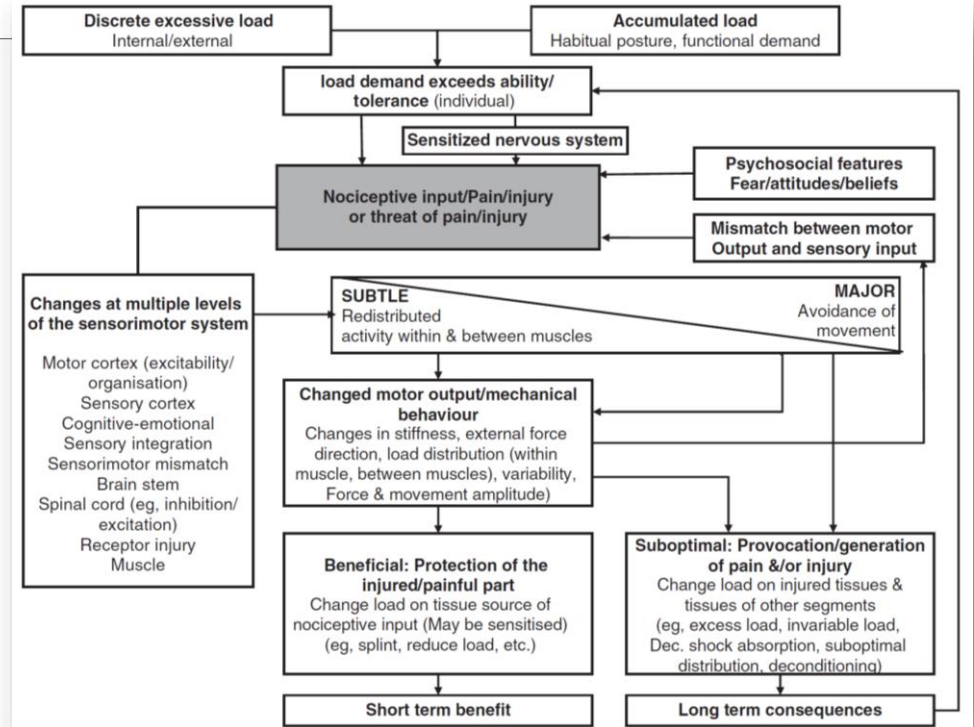 Discrete excessive load
Internal/external
Accumulated load
Habitual posture, functional demand
load demand exceeds ability/
tolerance (individual)
Sensitized nervous system
Nociceptive input/Pain/injury
or threat of pain/injury
Psychosocial features
Fear/attitudes/beliefs
Mismatch between motor
Output and sensory input
Changes at multiple levels
of the sensorimotor system
Motor cortex (excitability/
organisation)
Sensory cortex
Cognitive-emotional
Sensory integration
Sensorimotor mismatch
Brain stem
Spinal cord (eg, inhibition/
excitation)
Receptor injury
Muscle
SUBTLE
Redistributed
activity within & between muscles
MAJOR
Avoidance of
movement
Changed motor output/mechanical
behaviour
Changes in stiffness, external force
direction, load distribution (within
muscle, between muscles), variability,
Force & movement amplitude)
Beneficial: Protection of the
injured/painful part
Change load on tissue source of
nociceptive input (May be sensitised)
(eg, splint, reduce load, etc.)
Suboptimal: Provocation/generation
of pain &/or injury
Change load on injured tissues &
tissues of other segments
(eg, excess load, invariable load,
Dec. shock absorption, suboptimal
distribution, deconditioning)
Short term benefit
Long term consequences